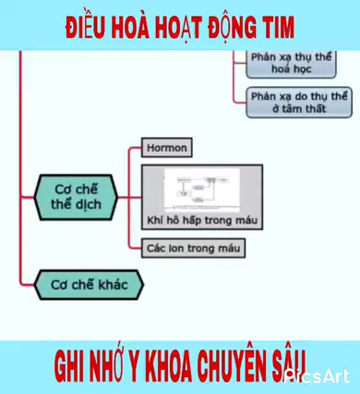 ĐIỀU HOÀ HOẠT ĐỘNG TIM
Phản xạ thụ thể
hoá học
Phản xạ do thụ thể
ở tâm thất
Hormon
Cơ chế
thể dịch
Khí hô hấp trong máu
Các Ion trong máu
Cơ chế khác
GHI NHỚ Y KHOA CHUYÊN SÂU
PicsArt